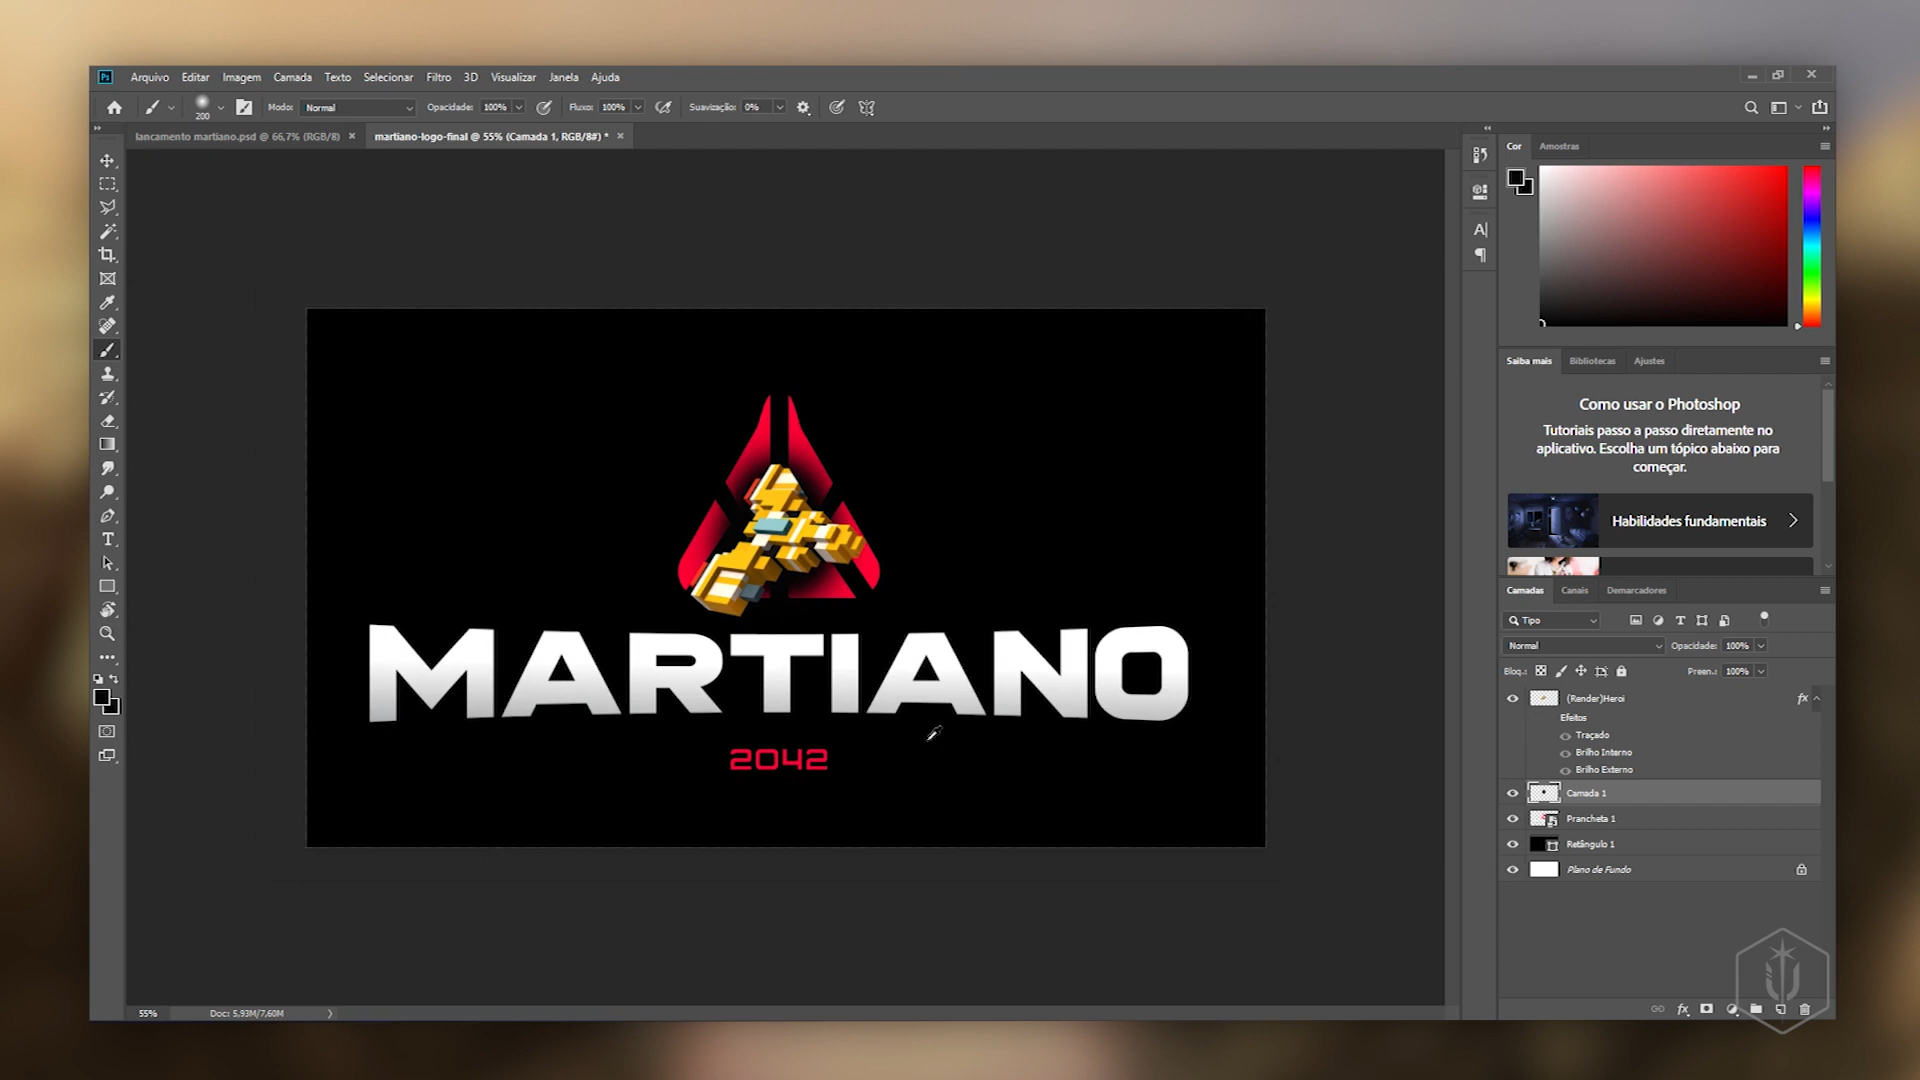 Ps Arquivo Editar Imagem Camada Texto Selecionar Filtro 3D Visualizar Janela Ajuda
200 Modo: Normal Opacidade: 100% Fluxo: 100% Suavização: 0%
lancamento martiano.psd @ 66,7% (RGB/8) martiano-logo-final @ 55% (Camada 1, RGB/8#) *
MARTIANO
2042
55% Doc: 5,93M/7,60M
Cor Amostras
Saiba mais Bibliotecas Ajustes
Como usar o Photoshop
Tutoriais passo a passo diretamente no
aplicativo. Escolha um tópico abaixo para
começar.
Habilidades fundamentais
Camadas Canais Demarcadores
Tipo
Normal Opacidade: 100%
Bloq.: Preen.: 100%
(Render)Heroi fx
Efeitos
Traçado
Brilho Interno
Brilho Externo
Camada 1
Prancheta 1
Retângulo 1
Plano de Fundo
fx